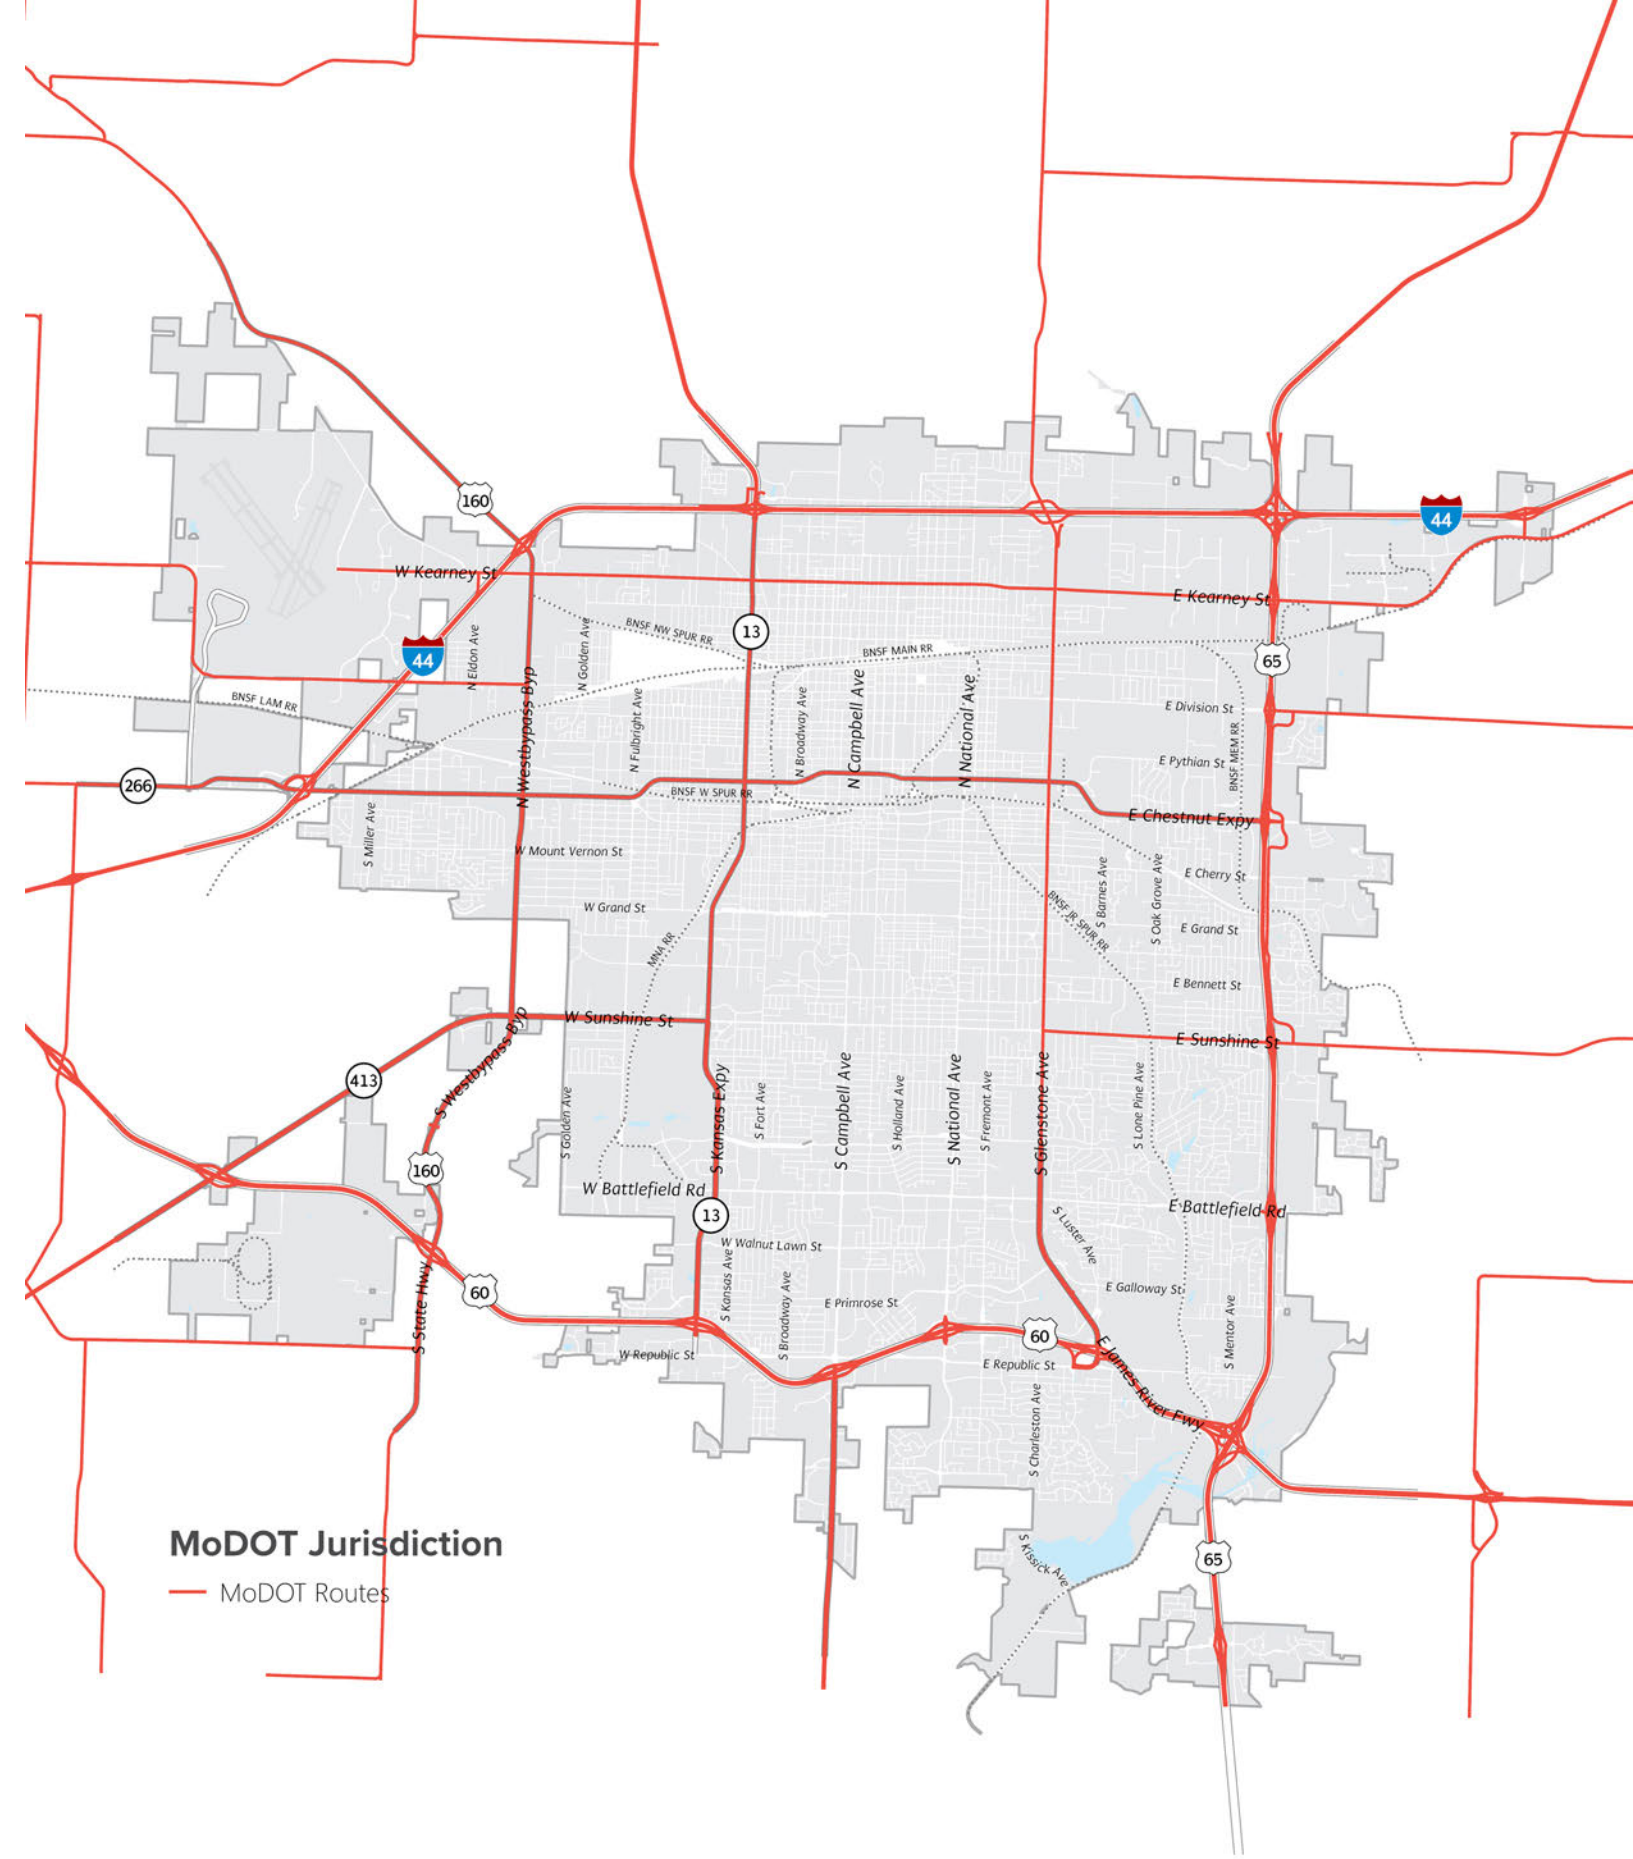 160
44
W Kearney St
E Kearney St
13
BNSF NW SPUR RR
BNSF MAIN RR
N Eldon Ave
N Golden Ave
44
65
BNSF LAM RR
N Westbypass Byp
N Fulbright Ave
N Broadway Ave
N Campbell Ave
N National Ave
E Division St
BNSF MEM RR
E Pythian St
266
BNSF W SPUR RR
E Chestnut Expy
S Miller Ave
W Mount Vernon St
E Cherry St
S Barnes Ave
S Oak Grove Ave
W Grand St
BNSF JR SPUR RR
E Grand St
MNA RR
E Bennett St
W Sunshine St
E Sunshine St
S Westbypass Byp
413
S Golden Ave
S Kansas Expy
S Fort Ave
S Campbell Ave
S Holland Ave
S National Ave
S Fremont Ave
S Glenstone Ave
S Lone Pine Ave
160
W Battlefield Rd
E Battlefield Rd
13
S Luster Ave
W Walnut Lawn St
S State Hwy
60
S Kansas Ave
S Broadway Ave
E Primrose St
E Galloway St
S Mentor Ave
60
W Republic St
E Republic St
E James River Fwy
S Charleston Ave
MoDOT Jurisdiction
MoDOT Routes
S Kissick Ave
65